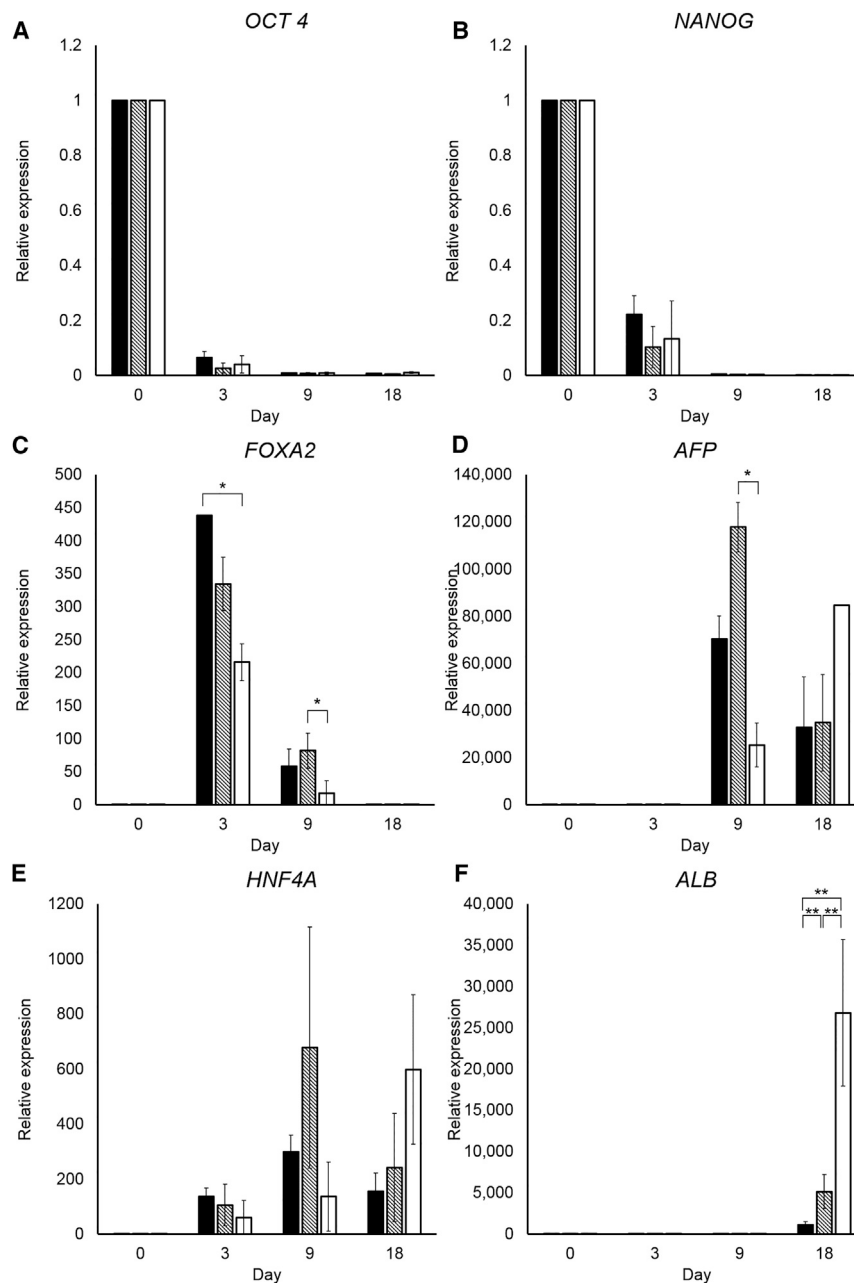 A
OCT 4
1.2
1
0.8
0.6
0.4
0.2
0
Relative expression
0 3 9 18
Day
B
NANOG
1.2
1
0.8
0.6
0.4
0.2
0
Relative expression
0 3 9 18
Day
C
FOXA2
500
450
400
350
300
250
200
150
100
50
0
Relative expression
*
*
0 3 9 18
Day
D
AFP
140,000
120,000
100,000
80,000
60,000
40,000
20,000
0
Relative expression
*
0 3 9 18
Day
E
HNF4A
1200
1000
800
600
400
200
0
Relative expression
0 3 9 18
Day
F
ALB
40,000
35,000
30,000
25,000
20,000
15,000
10,000
5,000
0
Relative expression
**
** **
0 3 9 18
Day